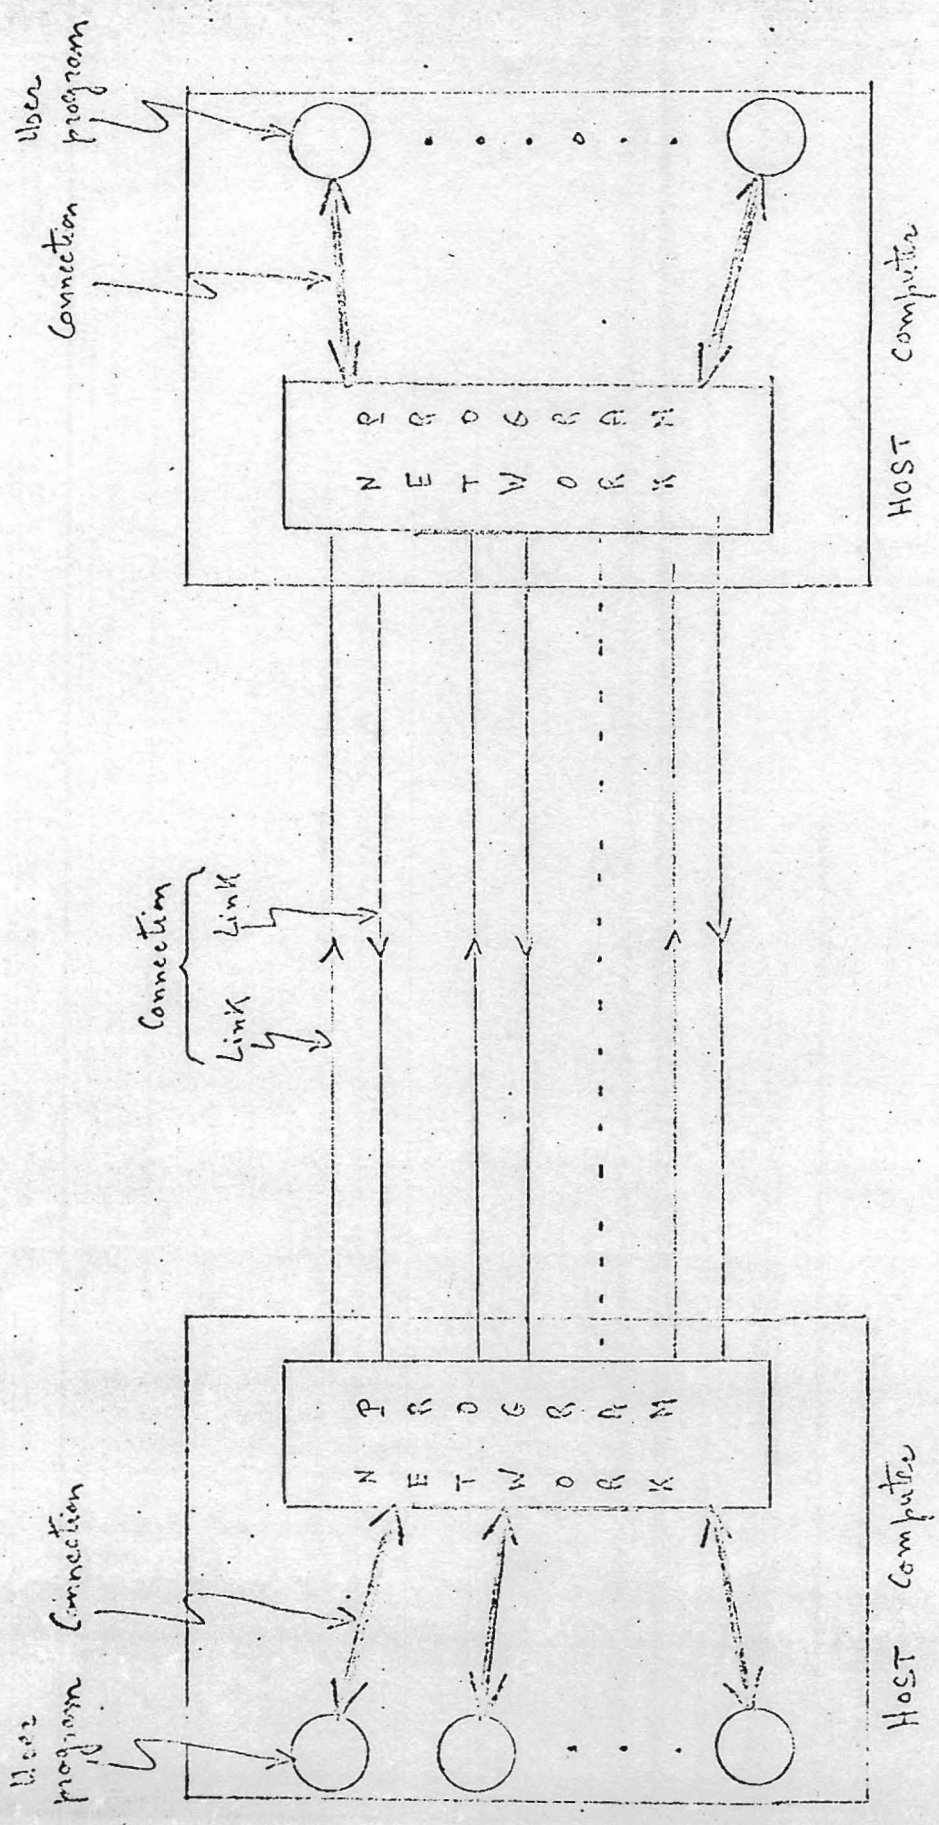 User
program
Connection
NETWORK
PROGRAM
HOST Computer
Connection
Link
Link
Connection
User
program
NETWORK
PROGRAM
HOST Computer